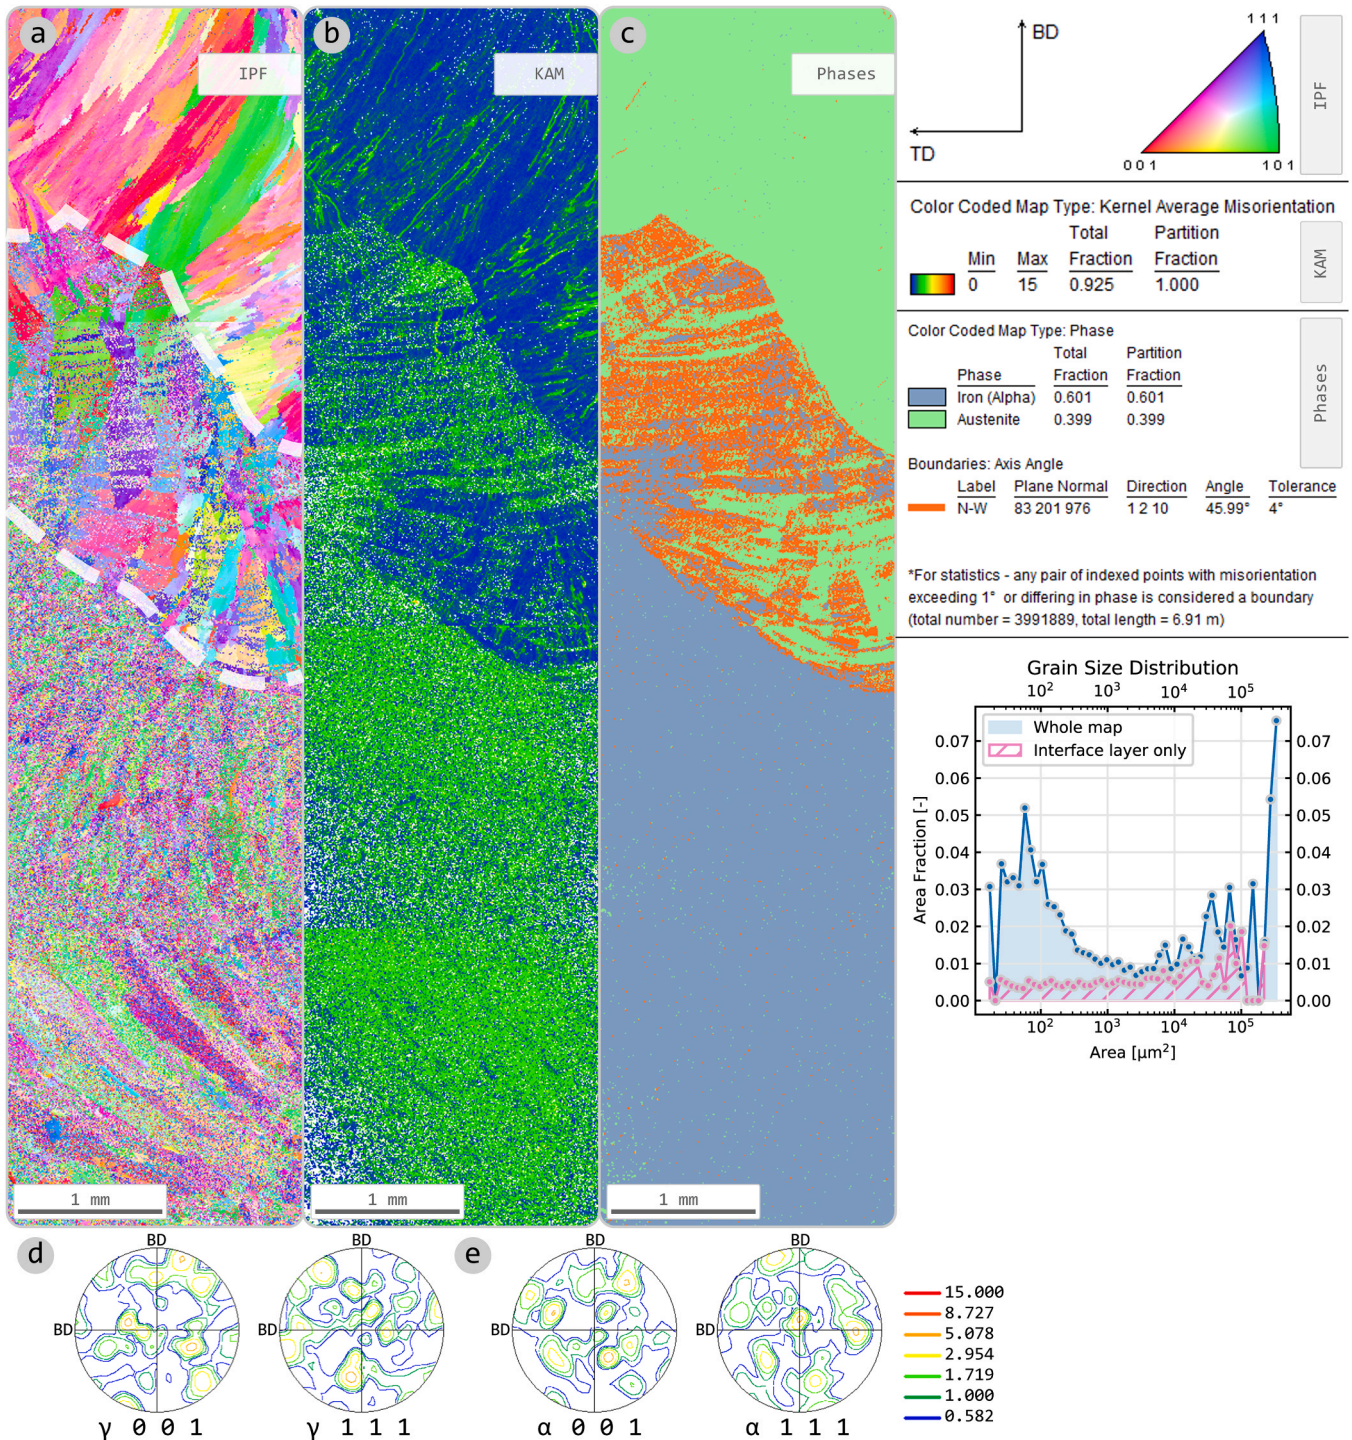 a
IPF
b
KAM
c
Phases
BD
TD
1 1 1
0 0 1
1 0 1
IPF
Color Coded Map Type: Kernel Average Misorientation
Total Partition
Min Max Fraction Fraction
0 15 0.925 1.000
KAM
Color Coded Map Type: Phase
Total Partition
Phase Fraction Fraction
Iron (Alpha) 0.601 0.601
Austenite 0.399 0.399
Phases
Boundaries: Axis Angle
Label Plane Normal Direction Angle Tolerance
N-W 83 201 976 1 2 10 45.99° 4°
*For statistics - any pair of indexed points with misorientation
exceeding 1° or differing in phase is considered a boundary
(total number = 3991889, total length = 6.91 m)
Grain Size Distribution
10² 10³ 10⁴ 10⁵
Whole map
Interface layer only
0.07 0.07
0.06 0.06
0.05 0.05
0.04 0.04
0.03 0.03
0.02 0.02
0.01 0.01
0.00 0.00
Area Fraction [-]
10² 10³ 10⁴ 10⁵
Area [µm²]
1 mm
1 mm
1 mm
d
BD
BD
γ 0 0 1
BD
BD
γ 1 1 1
e
BD
BD
α 0 0 1
BD
BD
α 1 1 1
15.000
8.727
5.078
2.954
1.719
1.000
0.582